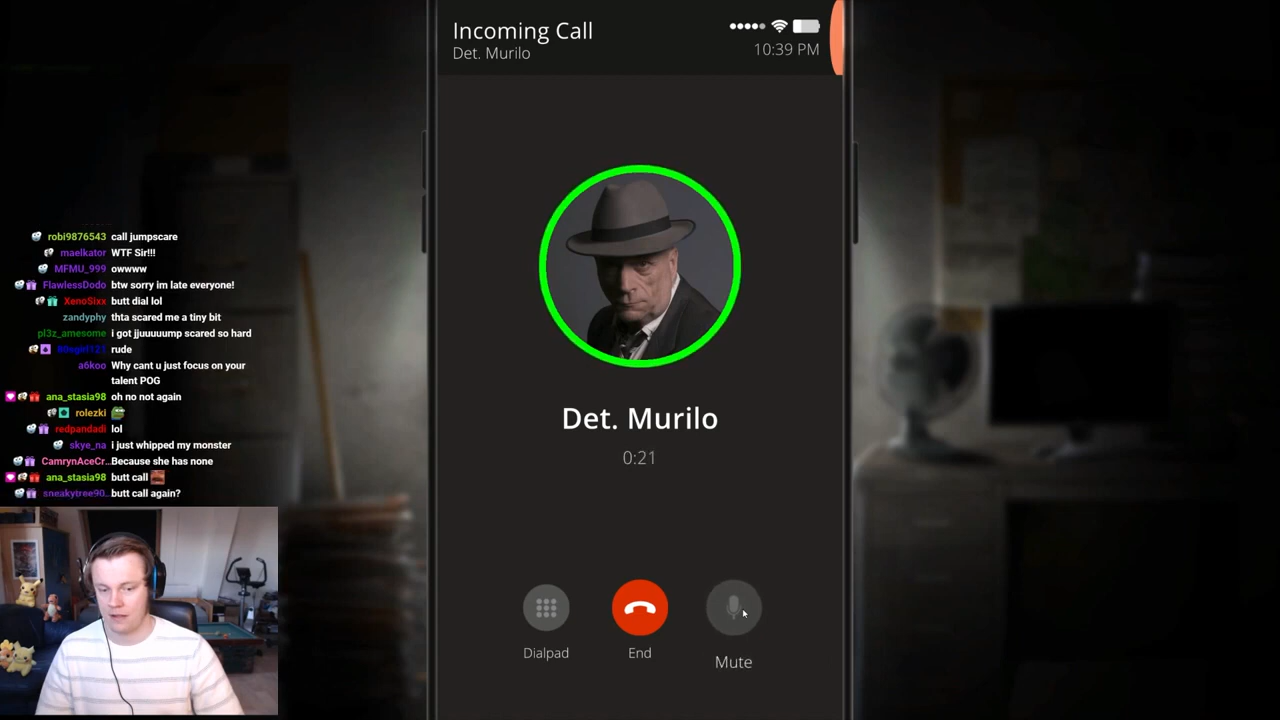 Incoming Call
Det. Murilo
10:39 PM
robi9876543 call jumpscare
maelkator WTF Sir!!!
MFMU_999 owwww
FlawlessDodo btw sorry im late everyone!
XenoSixx butt dial lol
zandyphy thta scared me a tiny bit
pl3z_amesome i got jjuuuuump scared so hard
80sgirl121 rude
a6koo Why cant u just focus on your
talent POG
ana_stasia98 oh no not again
rolezki
redpandadi lol
skye_na i just whipped my monster
CamrynAceCr... Because she has none
ana_stasia98 butt call
sneakytree90... butt call again?
Det. Murilo
0:21
Dialpad
End
Mute